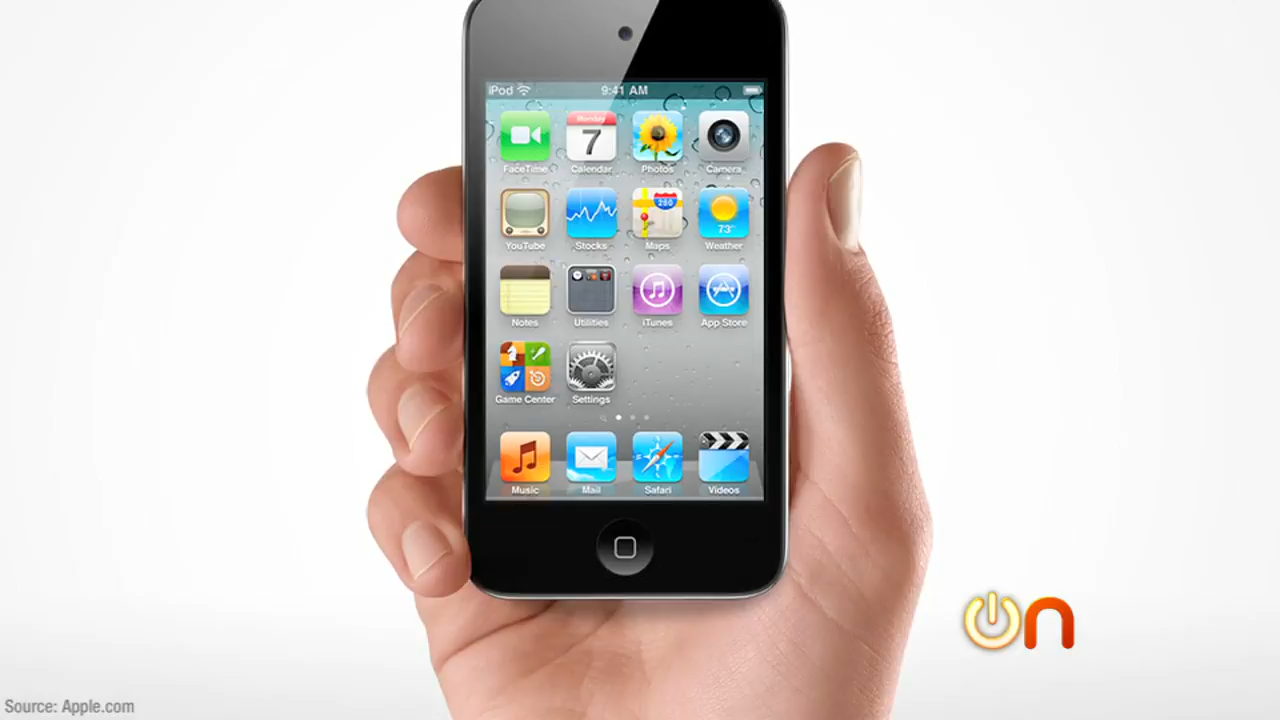 iPod 9:41 AM
Monday
7
FaceTime Calendar Photos Camera
280
73°
YouTube Stocks Maps Weather
Notes Utilities iTunes App Store
Game Center Settings
Music Mail Safari Videos
on
Source: Apple.com